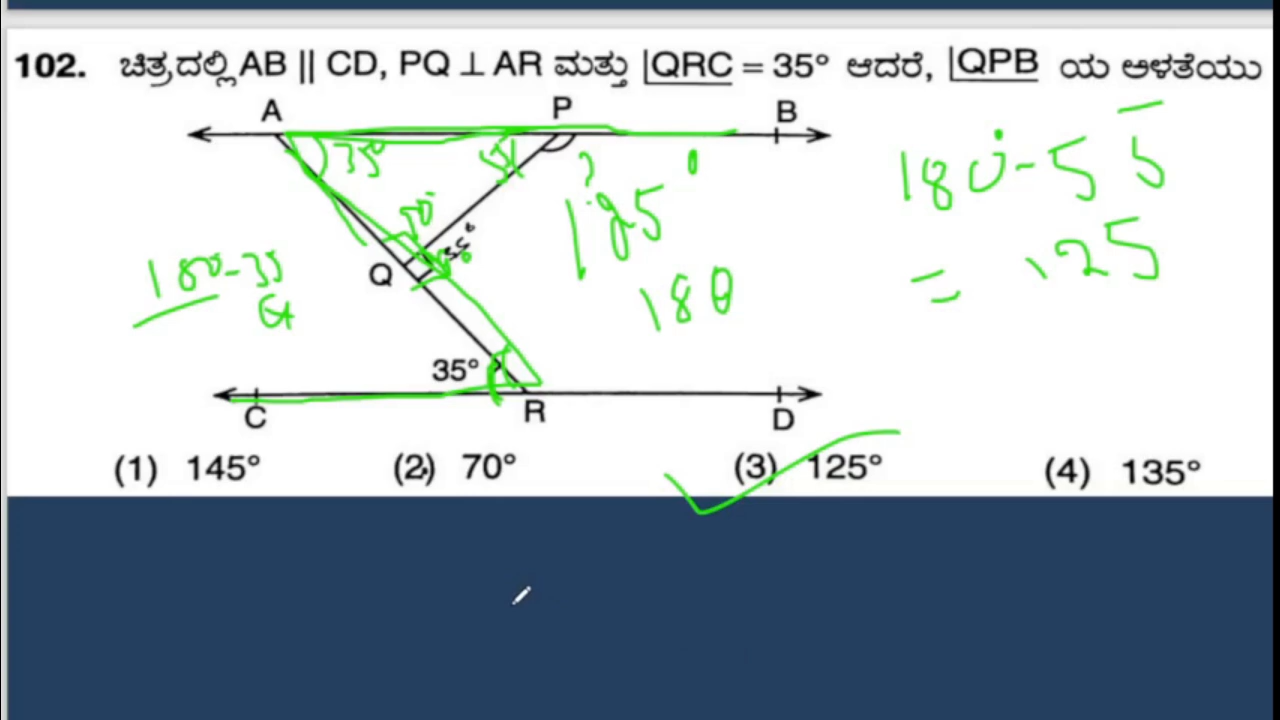 102. ಚಿತ್ರದಲ್ಲಿ AB || CD, PQ ⊥ AR ಮತ್ತು ∠QRC = 35° ಆದರೆ, ∠QPB ಯ ಅಳತೆಯು
A P B
35° ?
125°
180° - 55
= 125
Q
180-35
180
35°
C R D
(1) 145° (2) 70° (3) 125° (4) 135°